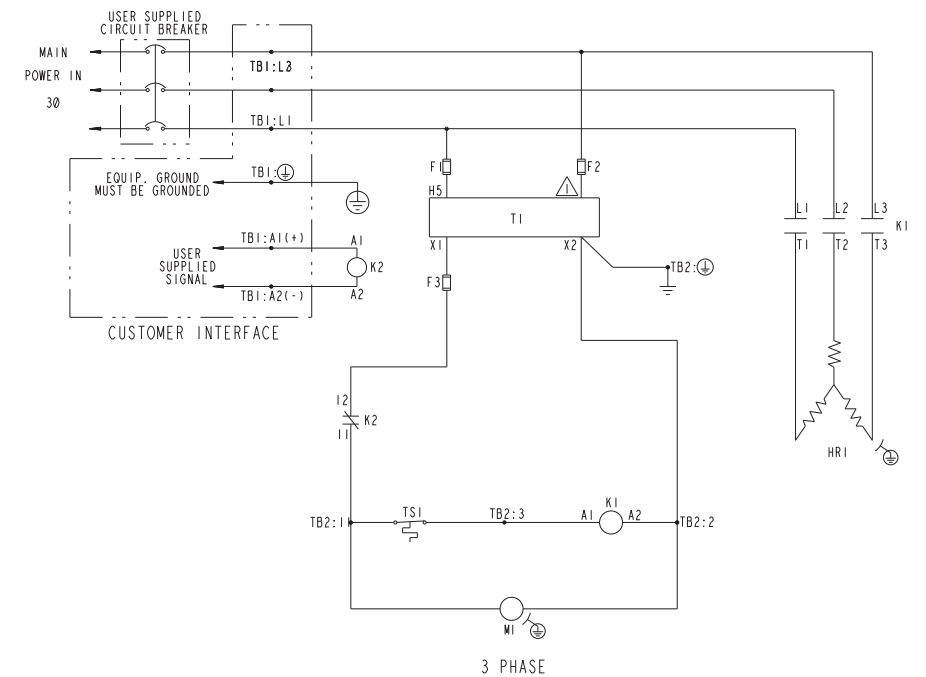 USER SUPPLIED
CIRCUIT BREAKER
MAIN
POWER IN
3Ø
TB1:L3
TB1:L1
EQUIP. GROUND
MUST BE GROUNDED
TB1:
USER
SUPPLIED
SIGNAL
TB1:A1(+)
A1
K2
TB1:A2(-)
A2
CUSTOMER INTERFACE
F1
F2
H5
1
T1
X1
X2
F3
TB2:
L1
L2
L3
K1
T1
T2
T3
12
K2
11
HR1
TB2:1
TS1
TB2:3
A1
K1
A2
TB2:2
M1
3 PHASE